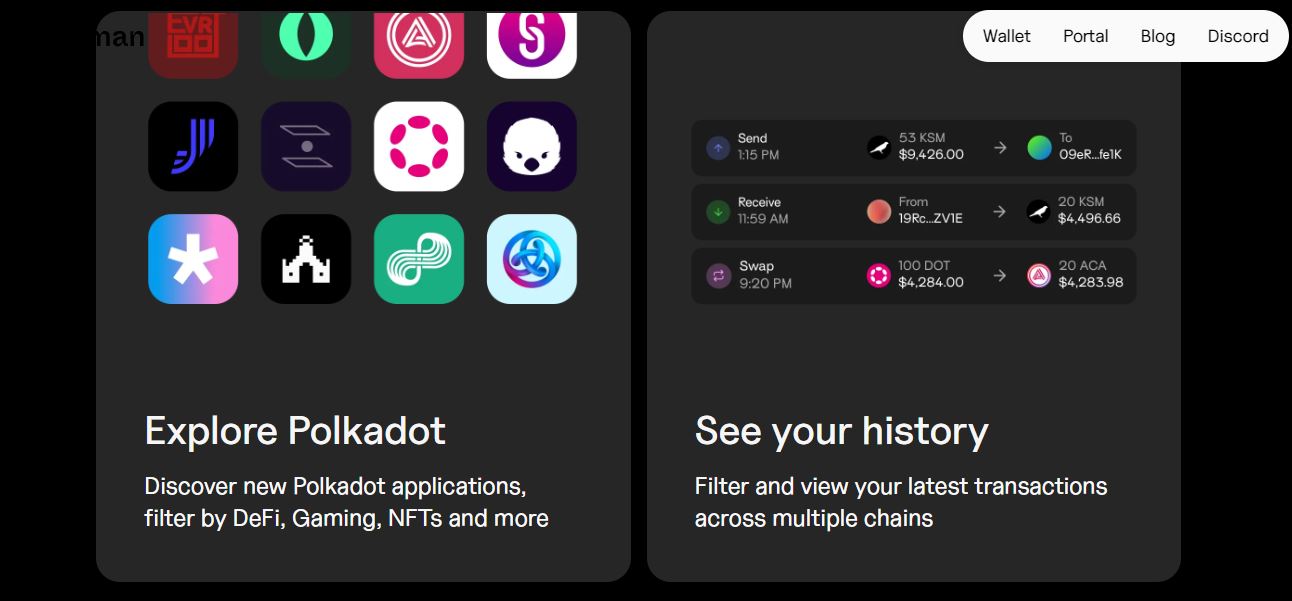 man
Wallet Portal Blog Discord
EVR
Send
1:15 PM
53 KSM
$9,426.00
To
09eR...fe1K
Receive
11:59 AM
From
19Rc...ZV1E
20 KSM
$4,496.66
Swap
9:20 PM
100 DOT
$4,284.00
20 ACA
$4,283.98
Explore Polkadot
Discover new Polkadot applications,
filter by DeFi, Gaming, NFTs and more
See your history
Filter and view your latest transactions
across multiple chains